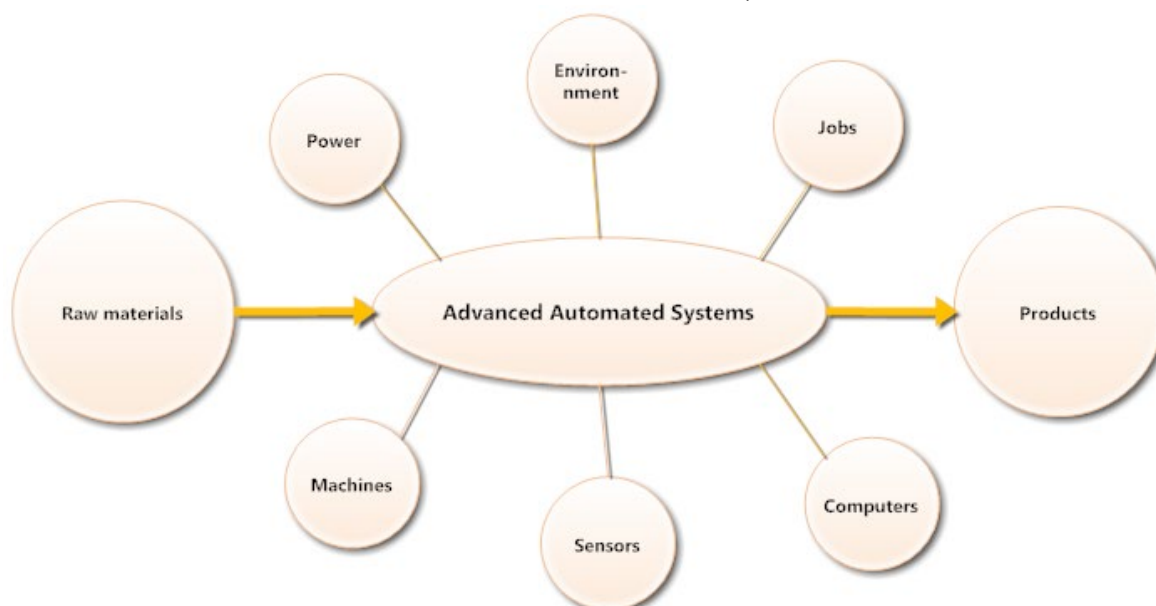 Environ-
nment
Jobs
Power
Raw materials
Advanced Automated Systems
Products
Machines
Computers
Sensors